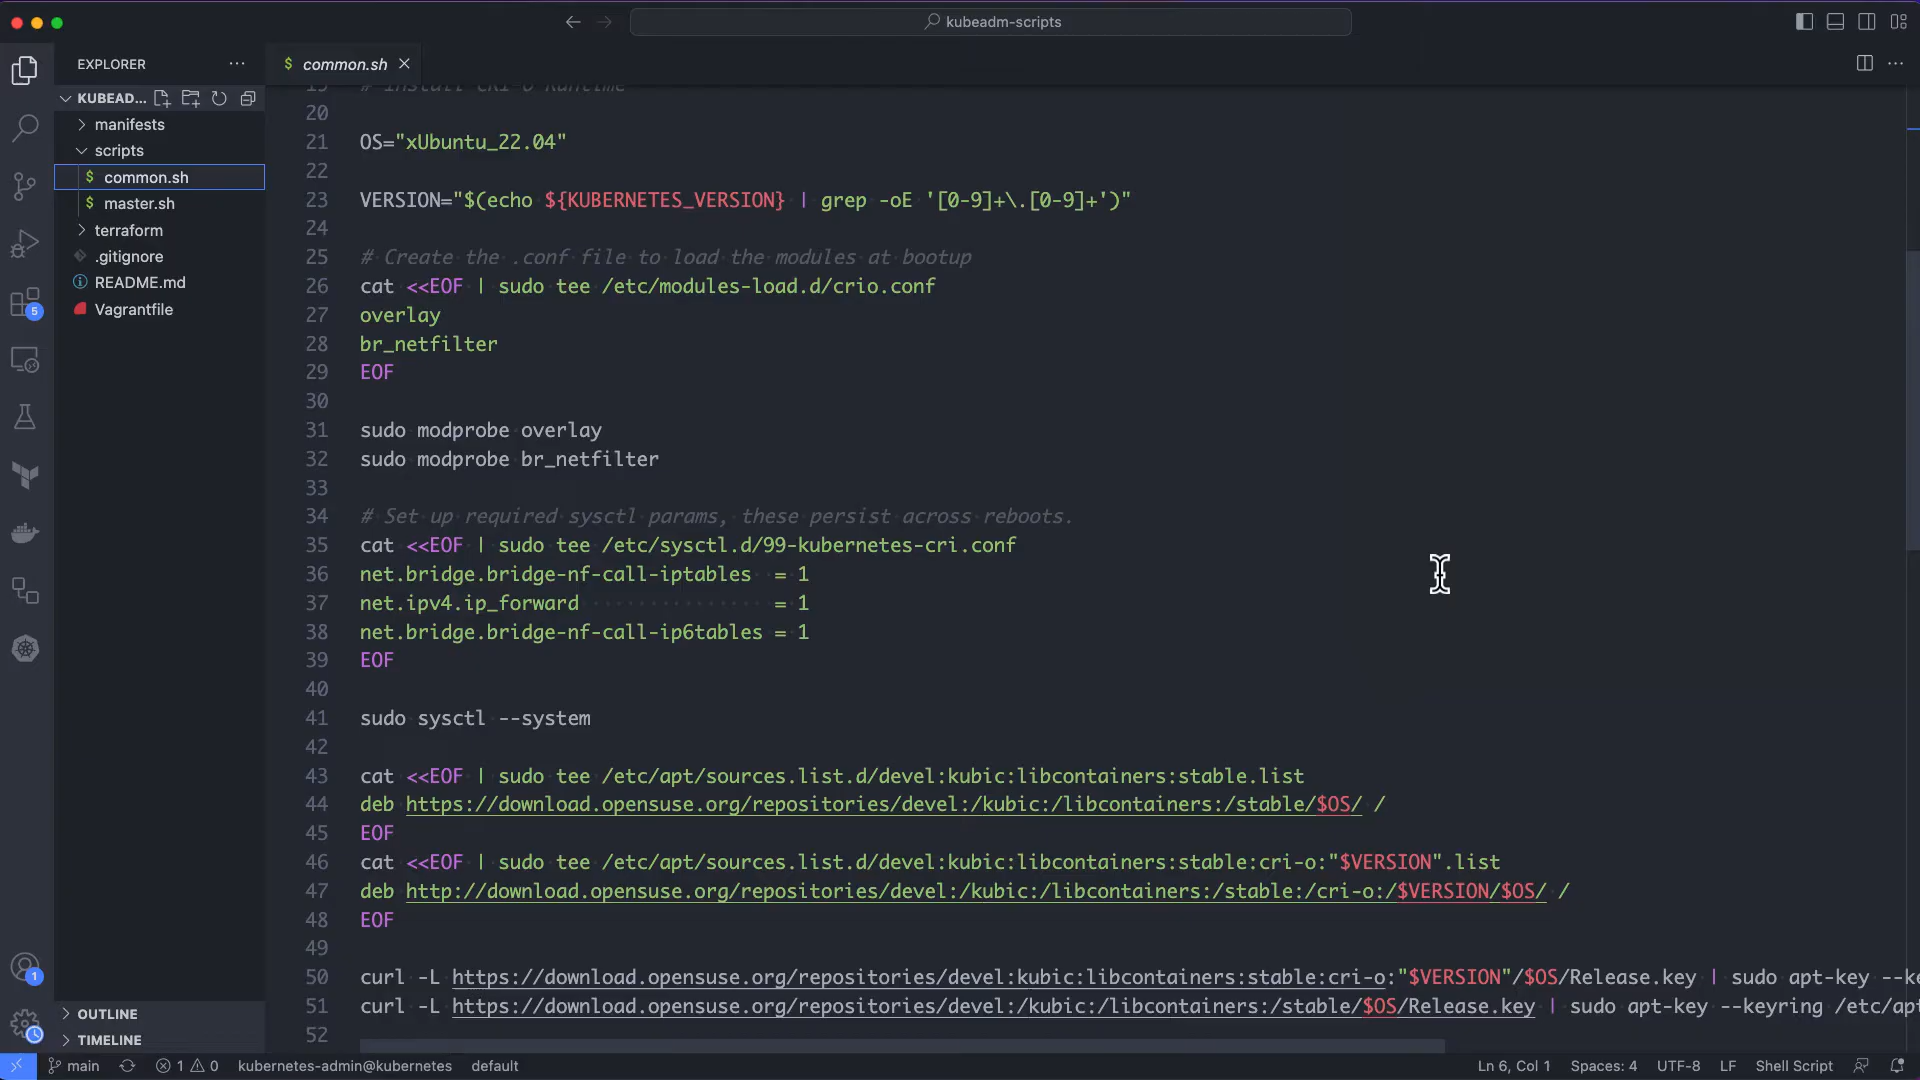 kubeadm-scripts
EXPLORER
KUBEAD...
manifests
scripts
$ common.sh
$ master.sh
terraform
.gitignore
README.md
Vagrantfile
5
1
OUTLINE
TIMELINE
$ common.sh
19 # Install CRI-O Runtime
20
21 OS="xUbuntu_22.04"
22
23 VERSION="$(echo ${KUBERNETES_VERSION} | grep -oE '[0-9]+\.[0-9]+')"
24
25 # Create the .conf file to load the modules at bootup
26 cat <<EOF | sudo tee /etc/modules-load.d/crio.conf
27 overlay
28 br_netfilter
29 EOF
30
31 sudo modprobe overlay
32 sudo modprobe br_netfilter
33
34 # Set up required sysctl params, these persist across reboots.
35 cat <<EOF | sudo tee /etc/sysctl.d/99-kubernetes-cri.conf
36 net.bridge.bridge-nf-call-iptables  = 1
37 net.ipv4.ip_forward                 = 1
38 net.bridge.bridge-nf-call-ip6tables = 1
39 EOF
40
41 sudo sysctl --system
42
43 cat <<EOF | sudo tee /etc/apt/sources.list.d/devel:kubic:libcontainers:stable.list
44 deb https://download.opensuse.org/repositories/devel:/kubic:/libcontainers:/stable/$OS/ /
45 EOF
46 cat <<EOF | sudo tee /etc/apt/sources.list.d/devel:kubic:libcontainers:stable:cri-o:"$VERSION".list
47 deb http://download.opensuse.org/repositories/devel:/kubic:/libcontainers:/stable:/cri-o:/$VERSION/$OS/ /
48 EOF
49
50 curl -L https://download.opensuse.org/repositories/devel:kubic:libcontainers:stable:cri-o:"$VERSION"/$OS/Release.key | sudo apt-key --ke
51 curl -L https://download.opensuse.org/repositories/devel:/kubic:/libcontainers:/stable/$OS/Release.key | sudo apt-key --keyring /etc/ap
52
main 1 0 kubernetes-admin@kubernetes default Ln 6, Col 1 Spaces: 4 UTF-8 LF Shell Script